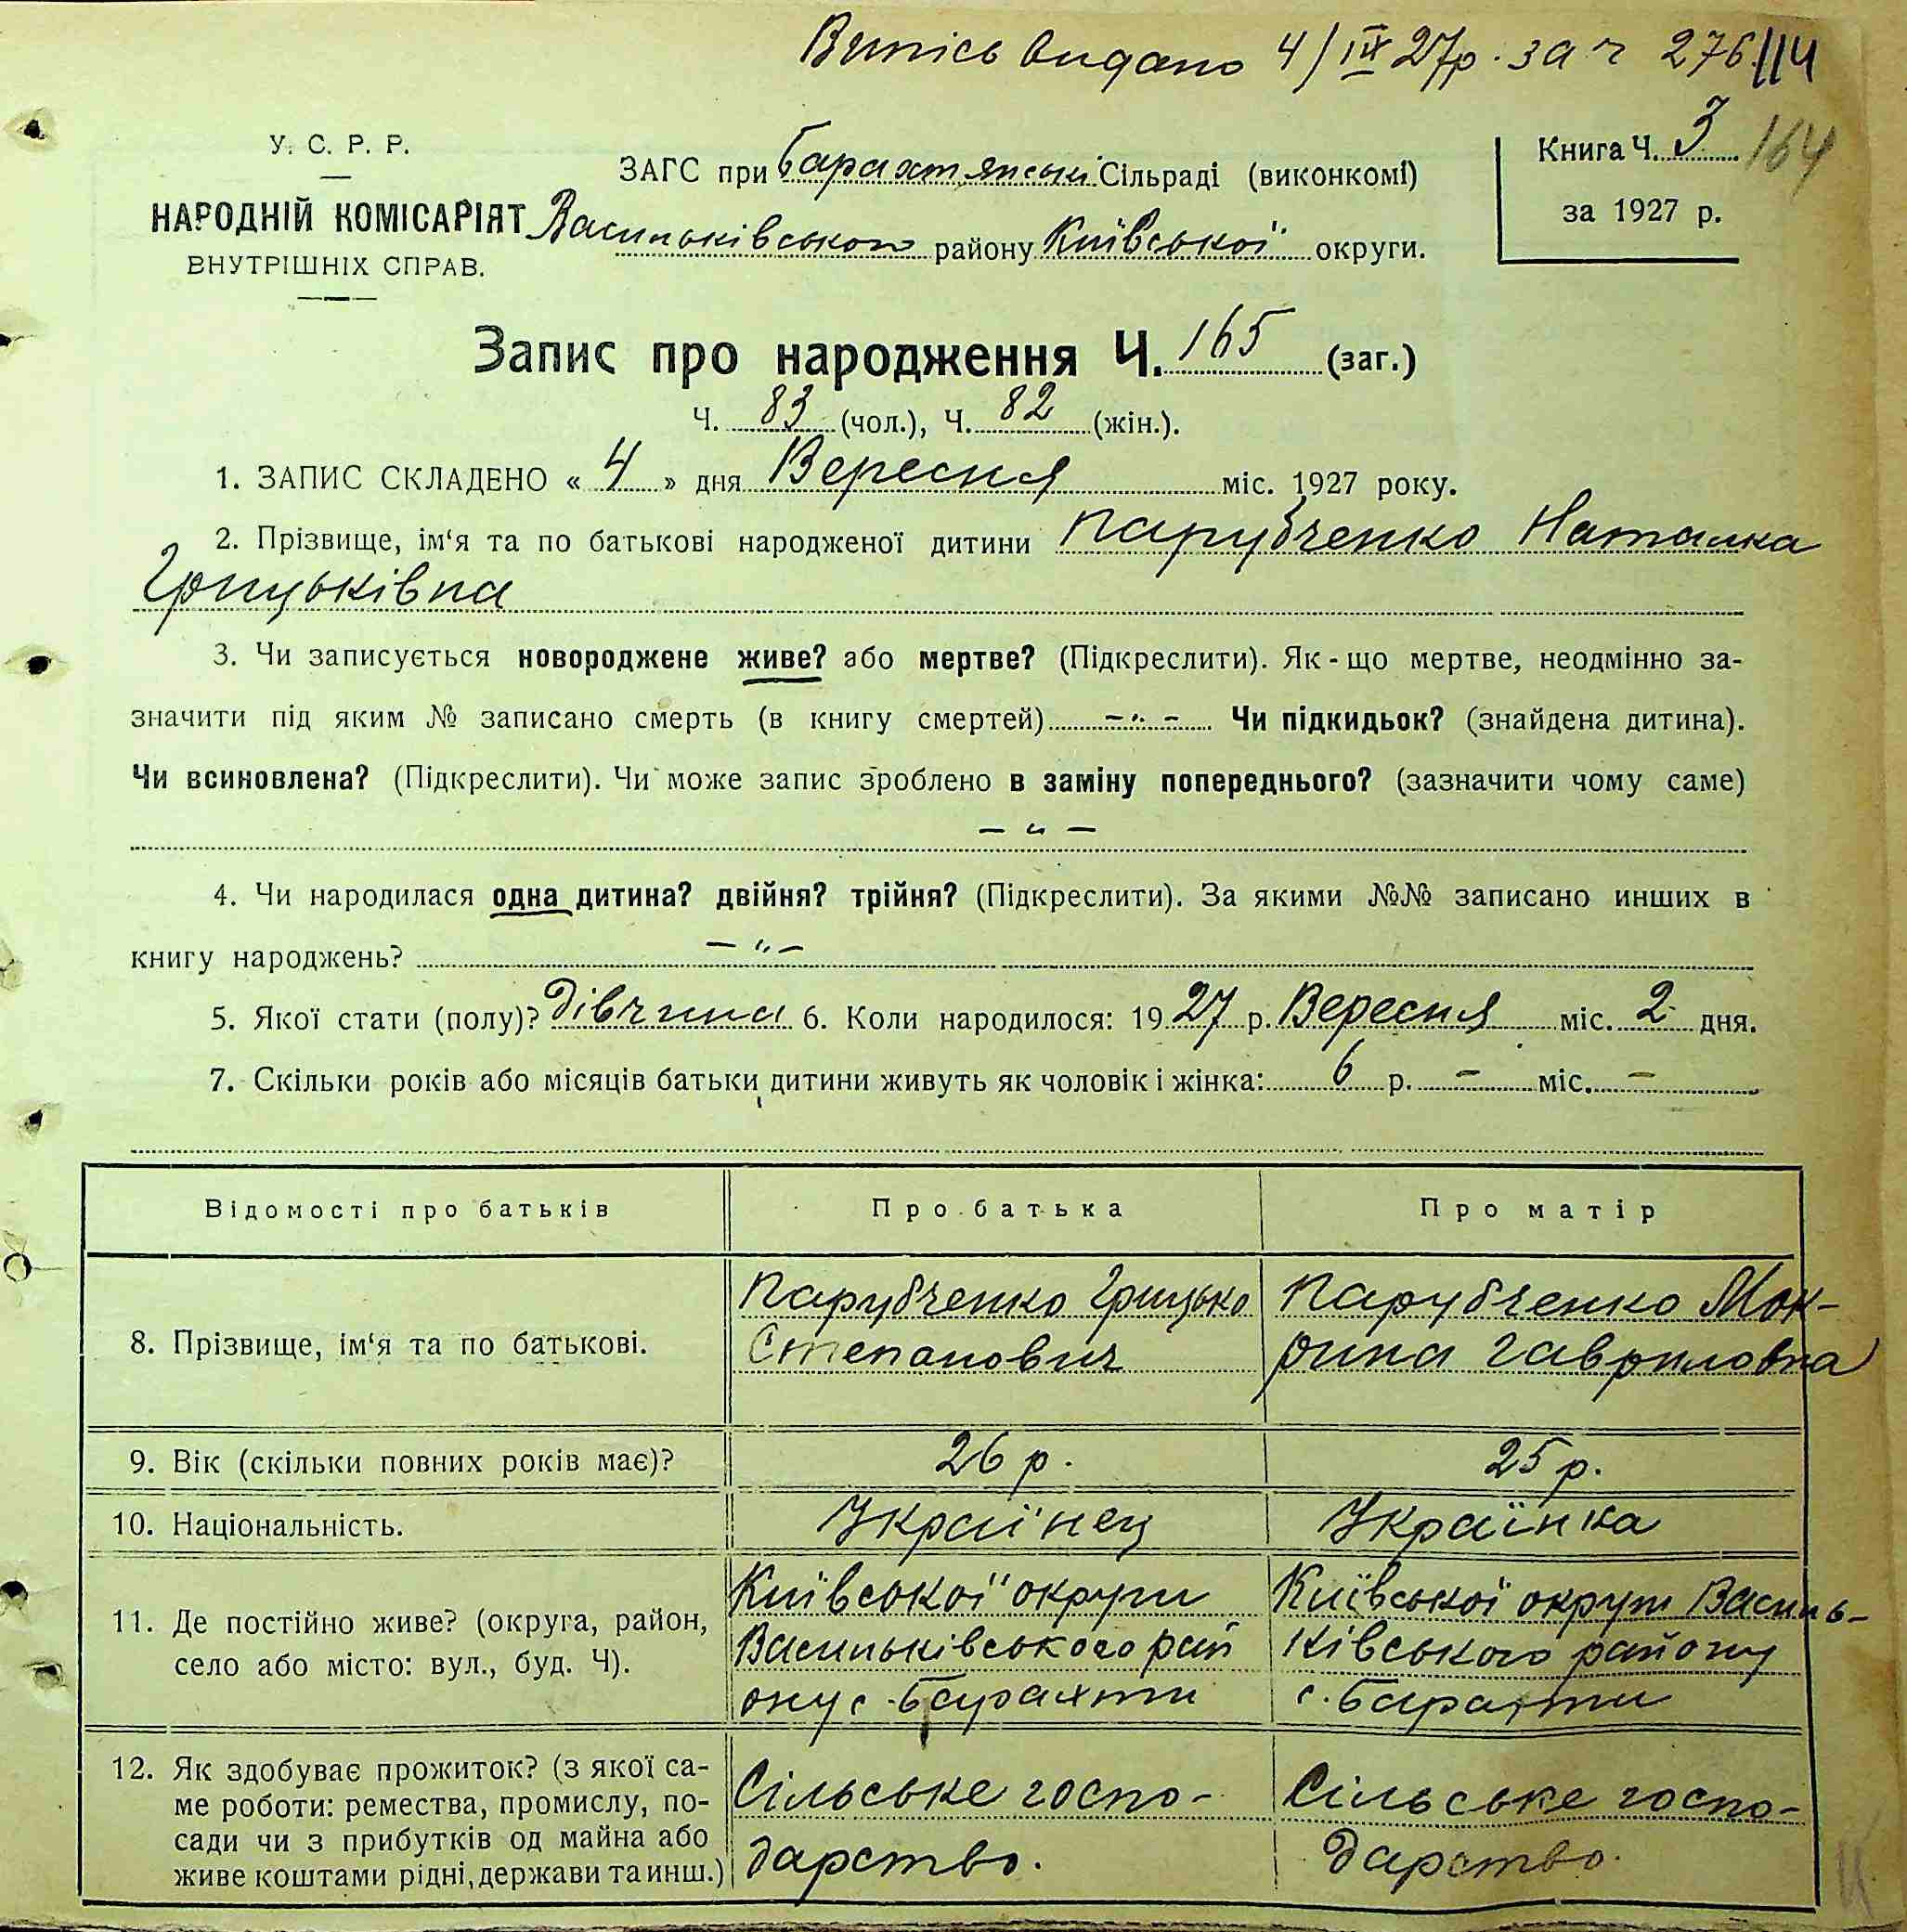 Випісь видано 4/IX 27р. за ч 276/14
У. С. Р. Р.
НАРОДНІЙ КОМІСАРІЯТ
ВНУТРІШНІХ СПРАВ.
ЗАГС при Барахтянській Сільраді (виконкомі)
Васильківського району Київської округи.
Книга Ч. 3 164
за 1927 р.
Запис про народження Ч. 165 (заг.)
Ч. 83 (чол.), Ч. 82 (жін.).
1. ЗАПИС СКЛАДЕНО « 4 » дня Вересня міс. 1927 року.
2. Прізвище, ім‘я та по батькові народженої дитини Парубченко Наталка
Грицьківна
3. Чи записується новороджене живе? або мертве? (Підкреслити). Як-що мертве, неодмінно за-
значити під яким № записано смерть (в книгу смертей) -„- Чи підкидьок? (знайдена дитина).
Чи всиновлена? (Підкреслити). Чи може запис зроблено в заміну попереднього? (зазначити чому саме)
— „ —
4. Чи народилася одна дитина? двійня? трійня? (Підкреслити). За якими №№ записано инших в
книгу народжень? — „ —
5. Якої стати (полу)? Дівчина 6. Коли народилося: 1927 р. Вересня міс. 2 дня.
7. Скільки років або місяців батьки дитини живуть як чоловік і жінка: 6 р. - міс. -
Відомості про батьків Про батька Про матір
8. Прізвище, ім‘я та по батькові.
Парубченко Грицько
Степанович
Парубченко Мок-
рина Гавриловна
9. Вік (скільки повних років має)? 26 р. 25 р.
10. Національність. Українец Українка
11. Де постійно живе? (округа, район,
село або місто: вул., буд. Ч).
Київської округи
Васильківського рай
ону с. Барахти
Київської округи Василь-
ківського району
с. Барахти
12. Як здобуває прожиток? (з якої са-
ме роботи: ремества, промислу, по-
сади чи з прибутків од майна або
живе коштами рідні, держави та инш.)
Сільське госпо-
дарство.
Сільське госпо-
дарство.